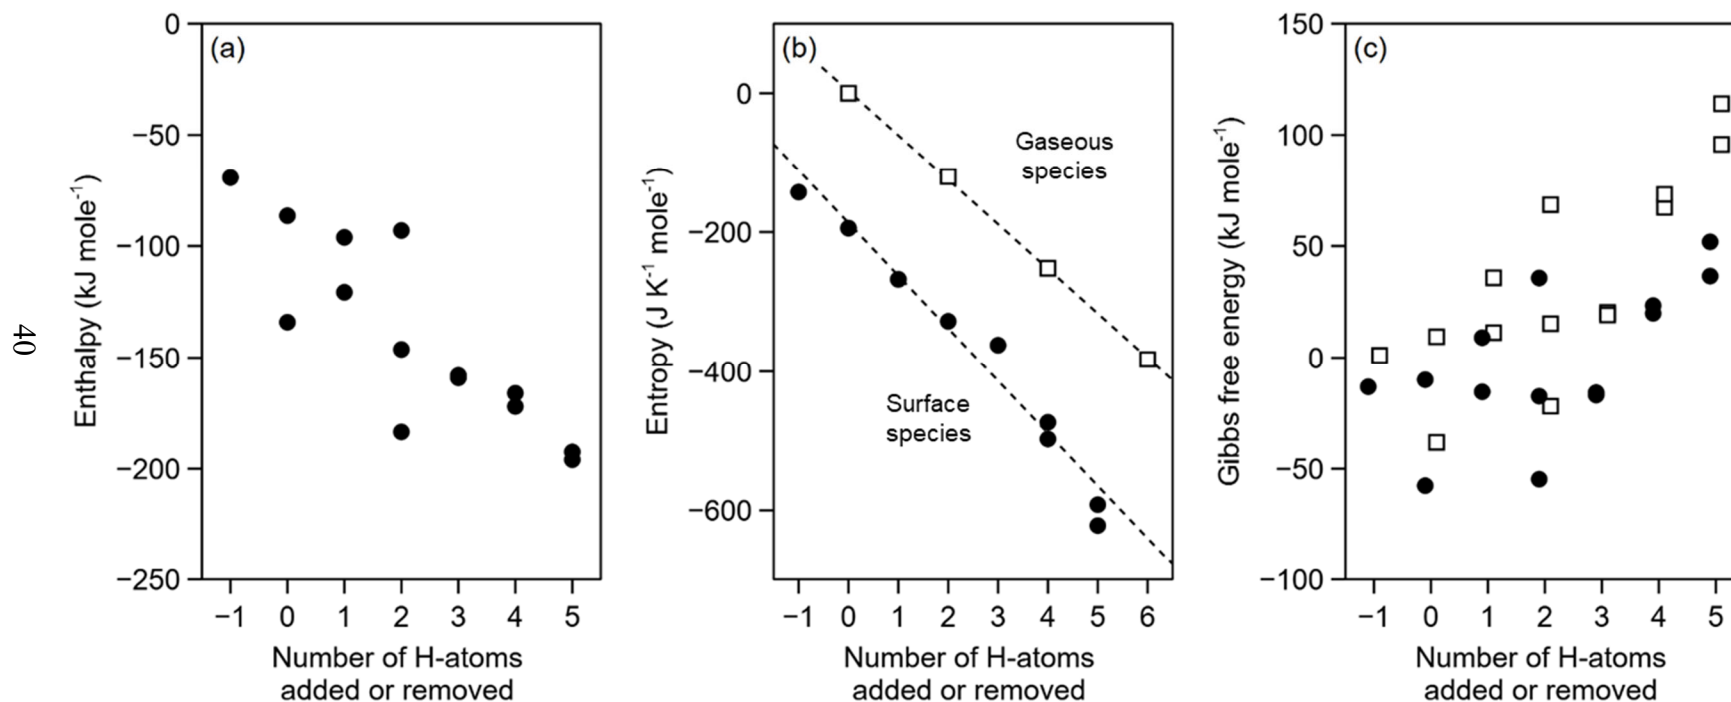 40
(a)
0
−50
−100
−150
−200
−250
Enthalpy (kJ mole-1)
−1 0 1 2 3 4 5
Number of H-atoms
added or removed
(b)
0
−200
−400
−600
Entropy (J K-1 mole-1)
Gaseous
species
Surface
species
−1 0 1 2 3 4 5 6
Number of H-atoms
added or removed
(c)
150
100
50
0
−50
−100
Gibbs free energy (kJ mole-1)
−1 0 1 2 3 4 5
Number of H-atoms
added or removed